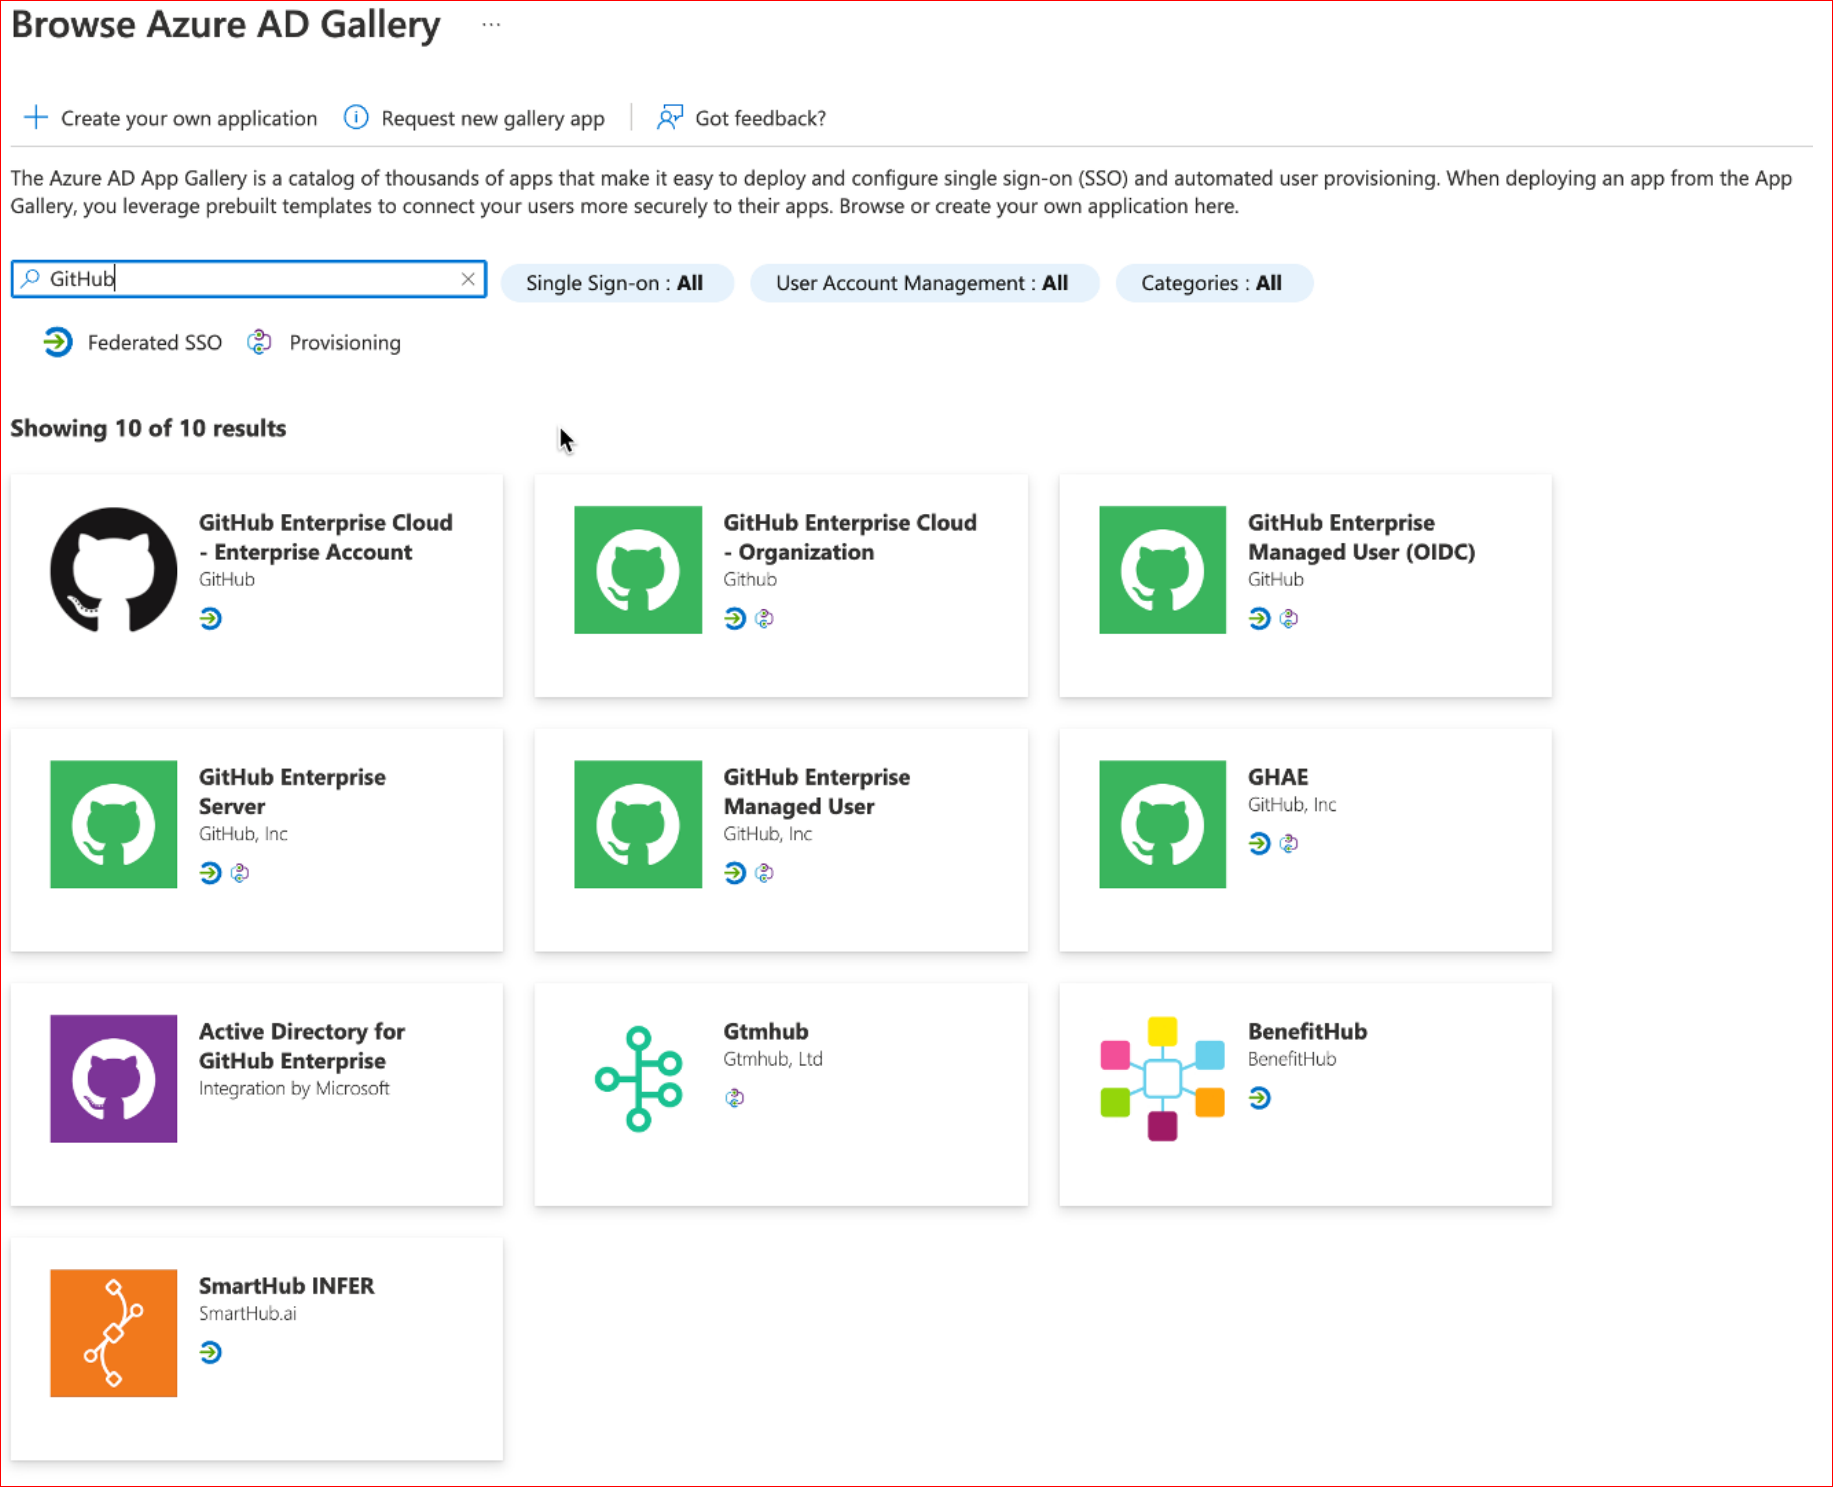 Browse Azure AD Gallery ...
Create your own application Request new gallery app Got feedback?
The Azure AD App Gallery is a catalog of thousands of apps that make it easy to deploy and configure single sign-on (SSO) and automated user provisioning. When deploying an app from the App
Gallery, you leverage prebuilt templates to connect your users more securely to their apps. Browse or create your own application here.
GitHub Single Sign-on : All User Account Management : All Categories : All
Federated SSO Provisioning
Showing 10 of 10 results
GitHub Enterprise Cloud
- Enterprise Account
GitHub
GitHub Enterprise Cloud
- Organization
Github
GitHub Enterprise
Managed User (OIDC)
GitHub
GitHub Enterprise
Server
GitHub, Inc
GitHub Enterprise
Managed User
GitHub, Inc
GHAE
GitHub, Inc
Active Directory for
GitHub Enterprise
Integration by Microsoft
Gtmhub
Gtmhub, Ltd
BenefitHub
BenefitHub
SmartHub INFER
SmartHub.ai